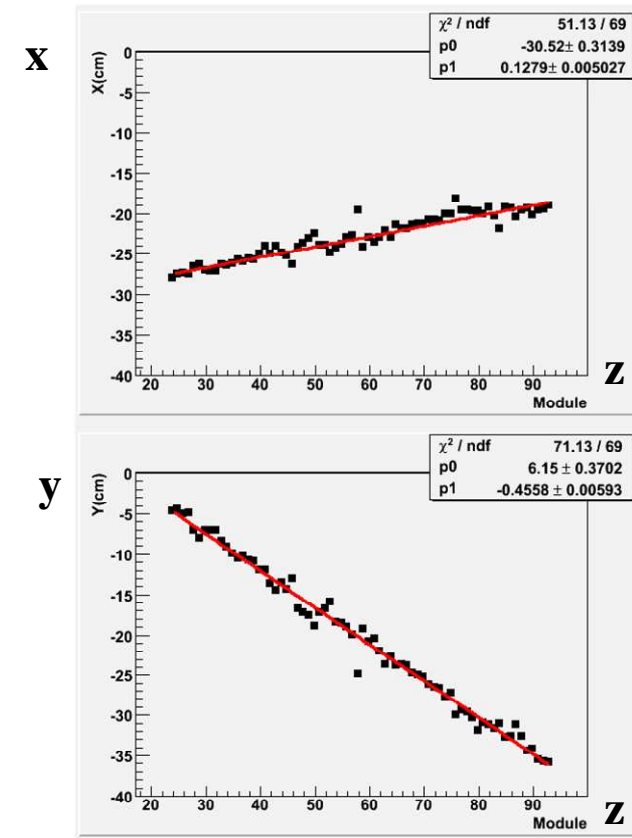 x
X(cm)
χ² / ndf 51.13 / 69
p0 -30.52± 0.3139
p1 0.1279± 0.005027
0
-5
-10
-15
-20
-25
-30
-35
-40
20 30 40 50 60 70 80 90
z
Module
y
Y(cm)
χ² / ndf 71.13 / 69
p0 6.15 ± 0.3702
p1 -0.4558 ± 0.00593
0
-5
-10
-15
-20
-25
-30
-35
-40
20 30 40 50 60 70 80 90
z
Module